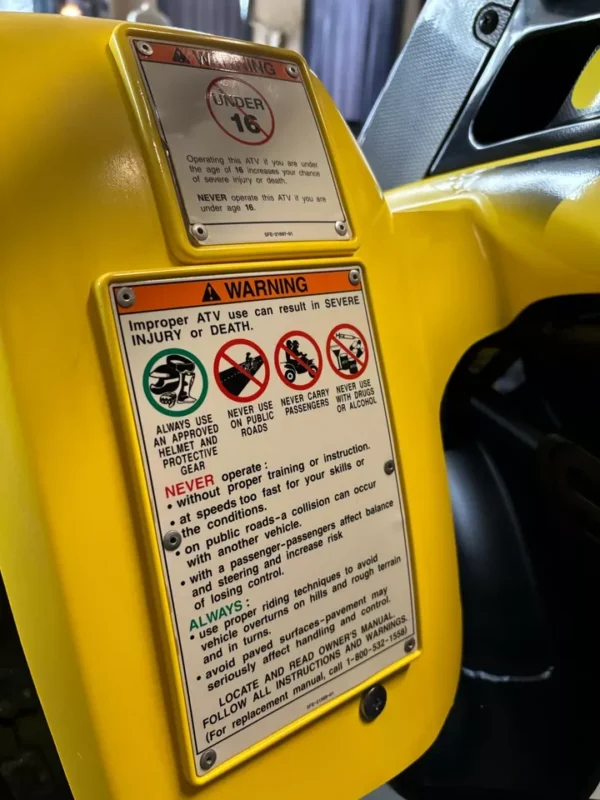 WARNING
UNDER
16
Operating this ATV if you are under
the age of 16 increases your chance
of severe injury or death.
NEVER operate this ATV if you are
under age 16.
WARNING
Improper ATV use can result in SEVERE
INJURY or DEATH.
ALWAYS USE
AN APPROVED
HELMET AND
PROTECTIVE
GEAR
NEVER USE
ON PUBLIC
ROADS
NEVER CARRY
PASSENGERS
NEVER USE
WITH DRUGS
OR ALCOHOL
NEVER operate:
• without proper training or instruction.
• at speeds too fast for your skills or
the conditions.
• on public roads-a collision can occur
with another vehicle.
• with a passenger-passengers affect balance
and steering and increase risk
of losing control.
ALWAYS:
• use proper riding techniques to avoid
vehicle overturns on hills and rough terrain
and in turns.
• avoid paved surfaces-pavement may
seriously affect handling and control.
LOCATE AND READ OWNER'S MANUAL.
FOLLOW ALL INSTRUCTIONS AND WARNINGS.
(For replacement manual, call 1-800-532-1558)